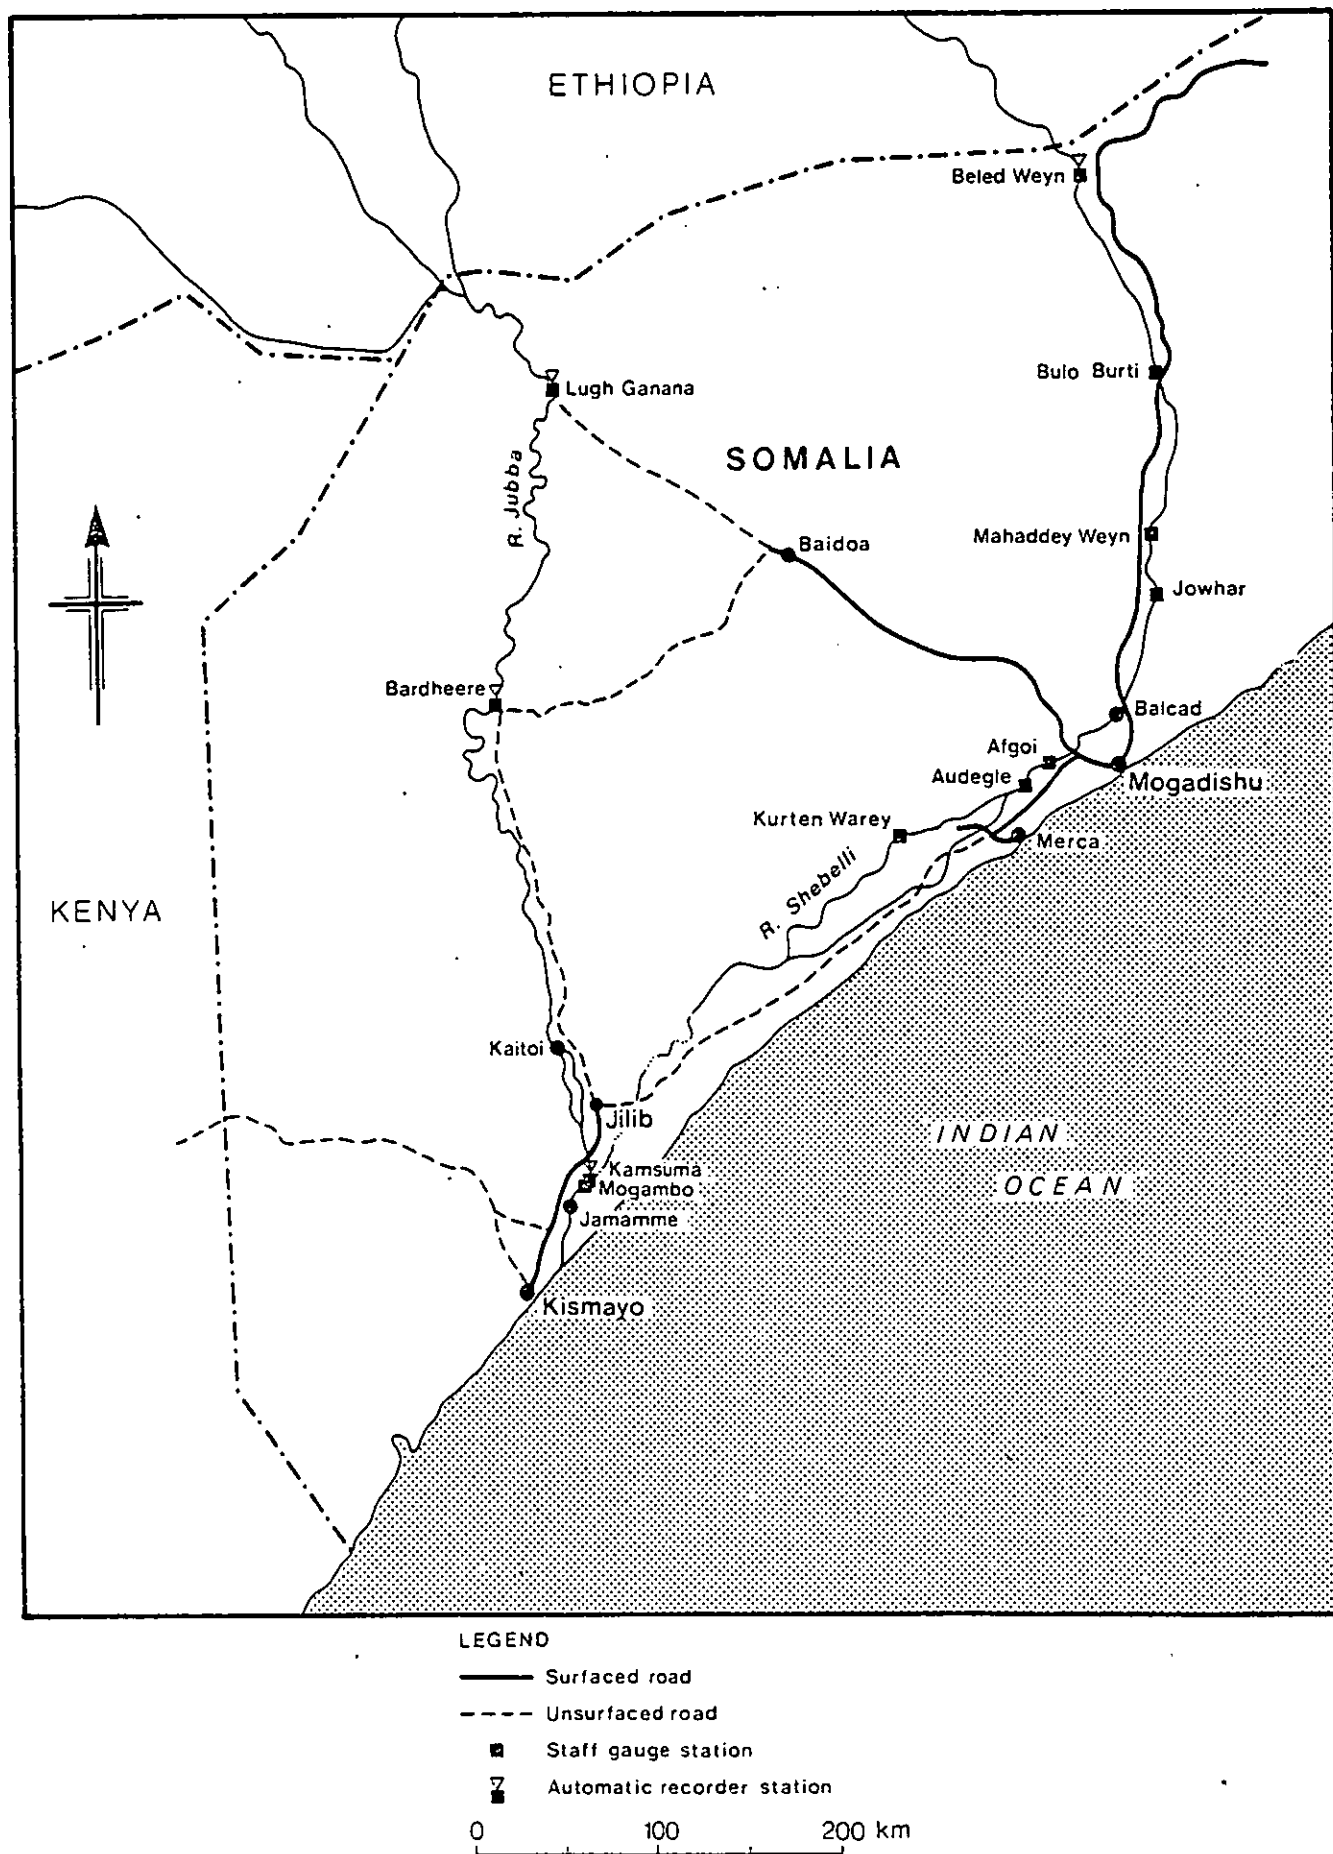 ETHIOPIA
Beled Weyn
Bulo Burti
Lugh Ganana
SOMALIA
R. Jubba
Mahaddey Weyn
Baidoa
Jowhar
Bardheere
Balcad
Afgoi
Audegle
Mogadishu
Kurten Warey
Merca
R. Shebelli
KENYA
Kaitoi
Jilib
INDIAN
OCEAN
Kamsuma
Mogambo
Jamamme
Kismayo
LEGEND
Surfaced road
Unsurfaced road
Staff gauge station
Automatic recorder station
0 100 200 km